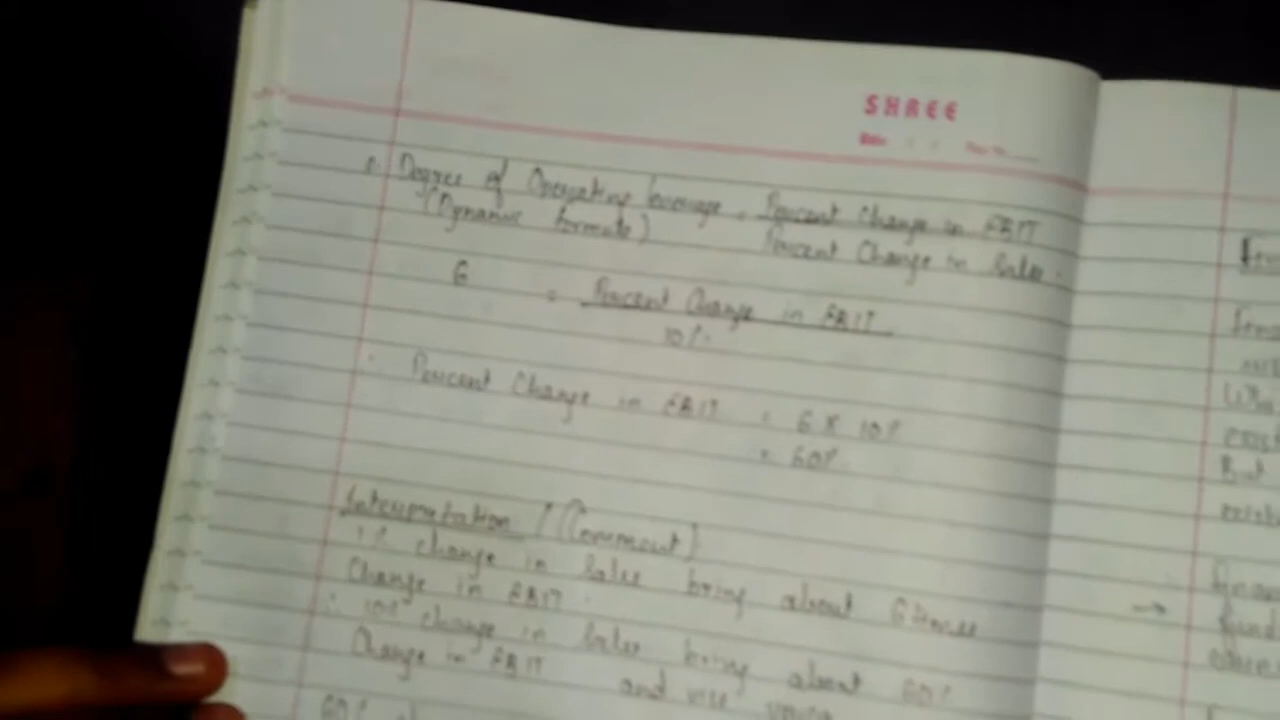 SHREE
Degree of Operating Leverage = Percent Change in EBIT
(Dynamic Formula) Percent Change in Sales.
6 = Percent Change in EBIT
10%
∴ Percent Change in EBIT = 6 x 10%
= 60%
Interpretation / (Comment)
1% change in Sales bring about 6 times
Change in EBIT.
∴ 10% change in Sales bring about 60%
Change in EBIT and vice versa
60%
But